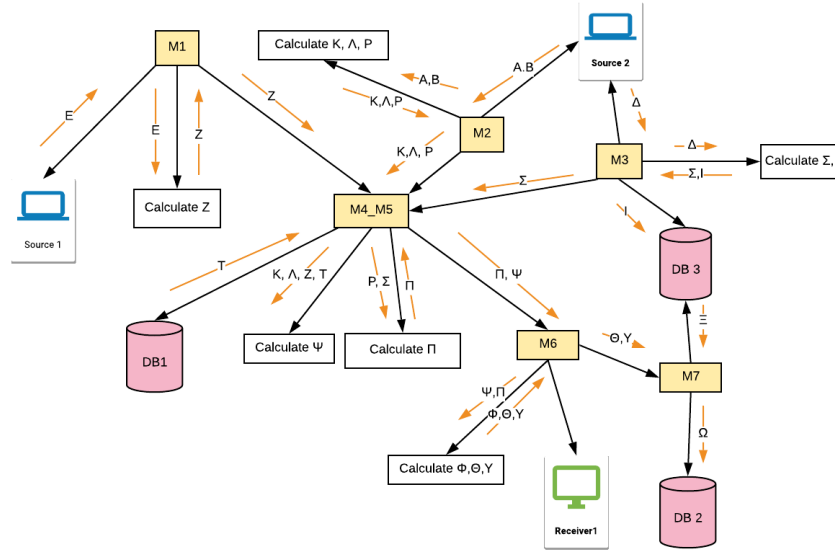 M1
Calculate Κ, Λ, Ρ
Source 2
Α,Β
Α.Β
Ε
Ζ
Κ,Λ,Ρ
Δ
Ε
Ζ
M2
Κ,Λ, Ρ
M3
Δ
Σ,Ι
Calculate Σ,
Σ
Calculate Ζ
M4_M5
Ι
Source 1
Τ
Κ, Λ, Ζ, Τ
Ρ, Σ
Π
Π, Ψ
DB 3
Ξ
DB1
Calculate Ψ
Calculate Π
M6
Θ,Υ
M7
Ψ,Π
Φ,Θ,Υ
Ω
Calculate Φ,Θ,Υ
Receiver1
DB 2